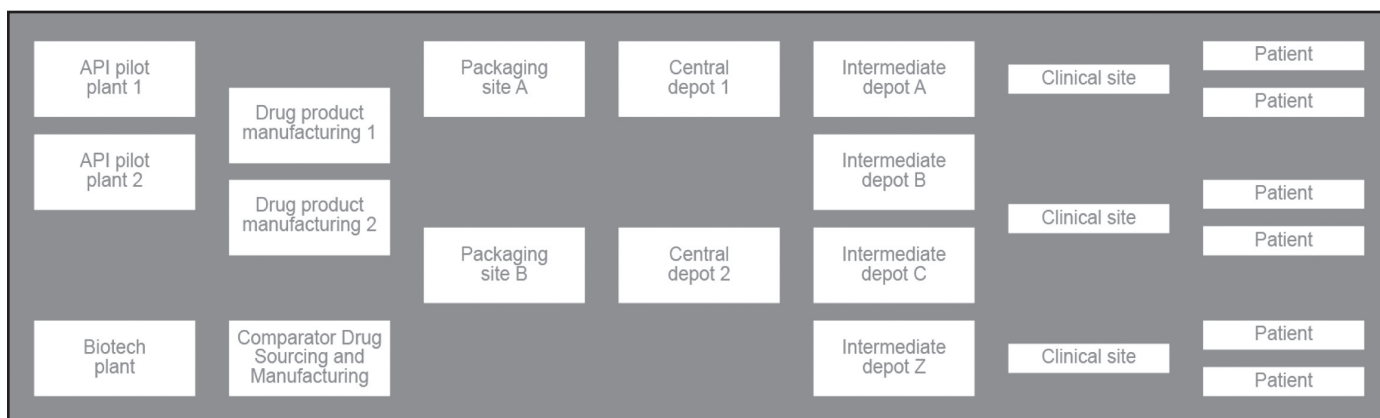 API pilot
plant 1
API pilot
plant 2
Biotech
plant
Drug product
manufacturing 1
Drug product
manufacturing 2
Comparator Drug
Sourcing and
Manufacturing
Packaging
site A
Packaging
site B
Central
depot 1
Central
depot 2
Intermediate
depot A
Intermediate
depot B
Intermediate
depot C
Intermediate
depot Z
Clinical site
Clinical site
Clinical site
Patient
Patient
Patient
Patient
Patient
Patient